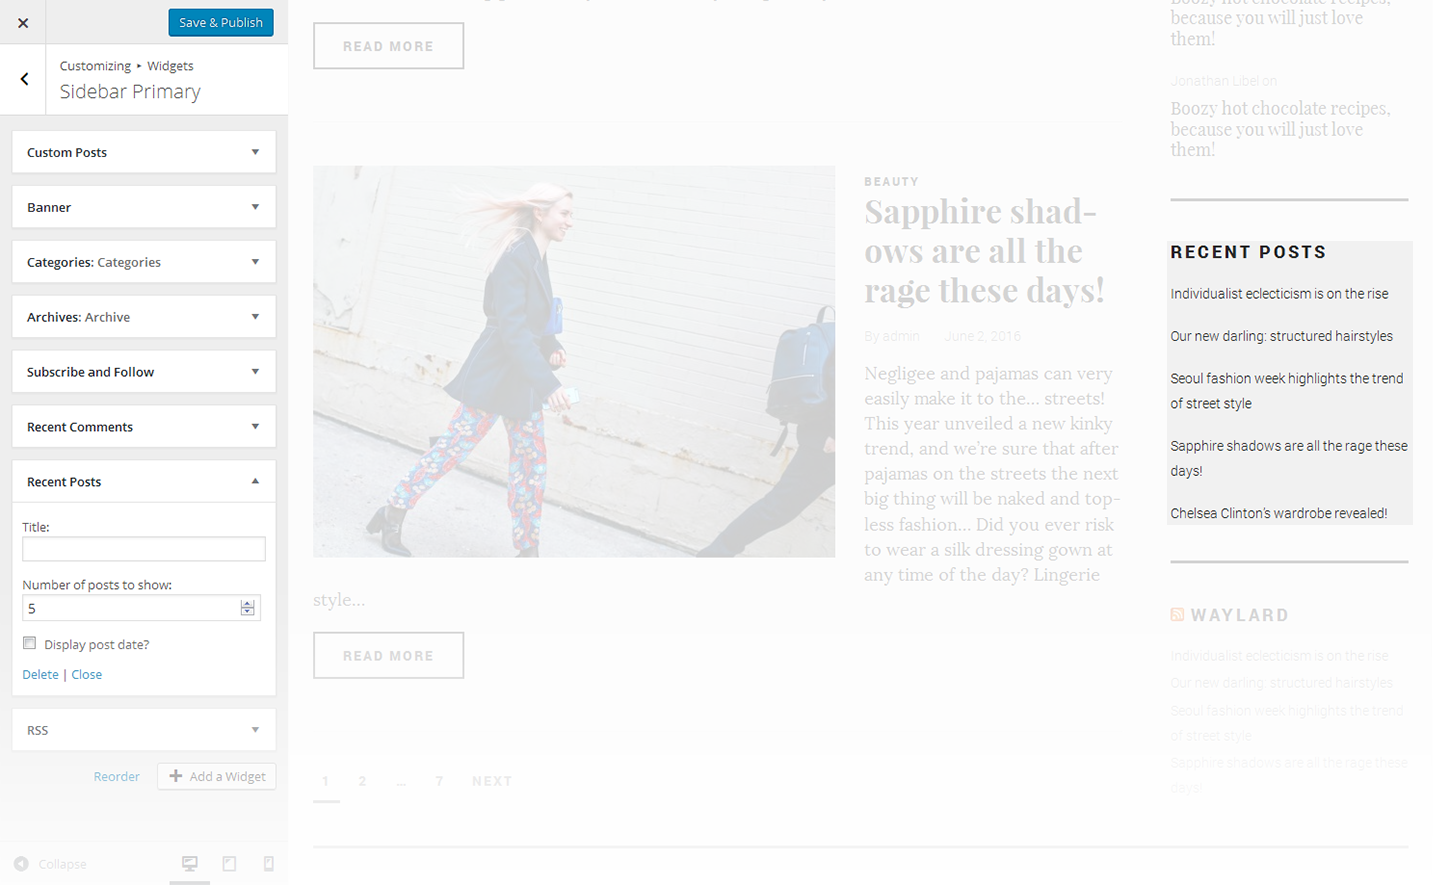 Save & Publish
Customizing ▸ Widgets
Sidebar Primary
Custom Posts
Banner
Categories: Categories
Archives: Archive
Subscribe and Follow
Recent Comments
Recent Posts
Title:
Number of posts to show:
5
Display post date?
Delete | Close
RSS
Reorder
Add a Widget
Collapse
READ MORE
BEAUTY
Sapphire shad-
ows are all the
rage these days!
By admin June 2, 2016
Negligee and pajamas can very
easily make it to the... streets!
This year unveiled a new kinky
trend, and we're sure that after
pajamas on the streets the next
big thing will be naked and top-
less fashion... Did you ever risk
to wear a silk dressing gown at
any time of the day? Lingerie
style...
READ MORE
1 2 ... 7 NEXT
Boozy hot chocolate recipes,
because you will just love
them!
Jonathan Libel on
Boozy hot chocolate recipes,
because you will just love
them!
RECENT POSTS
Individualist eclecticism is on the rise
Our new darling: structured hairstyles
Seoul fashion week highlights the trend
of street style
Sapphire shadows are all the rage these
days!
Chelsea Clinton's wardrobe revealed!
WAYLARD
Individualist eclecticism is on the rise
Our new darling: structured hairstyles
Seoul fashion week highlights the trend
of street style
Sapphire shadows are all the rage these
days!